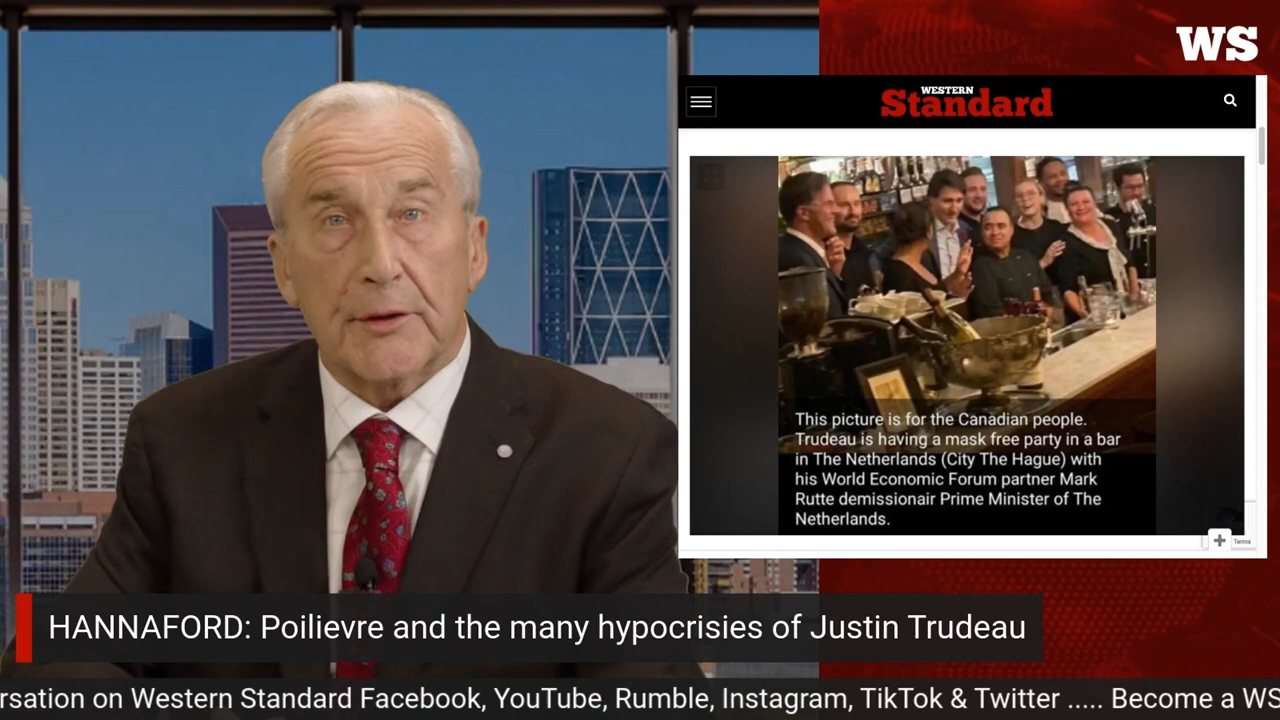 WS
WESTERN
Standard
This picture is for the Canadian people.
Trudeau is having a mask free party in a bar
in The Netherlands (City The Hague) with
his World Economic Forum partner Mark
Rutte demissionair Prime Minister of The
Netherlands.
Terms
HANNAFORD: Poilievre and the many hypocrisies of Justin Trudeau
rsation on Western Standard Facebook, YouTube, Rumble, Instagram, TikTok & Twitter ..... Become a WS